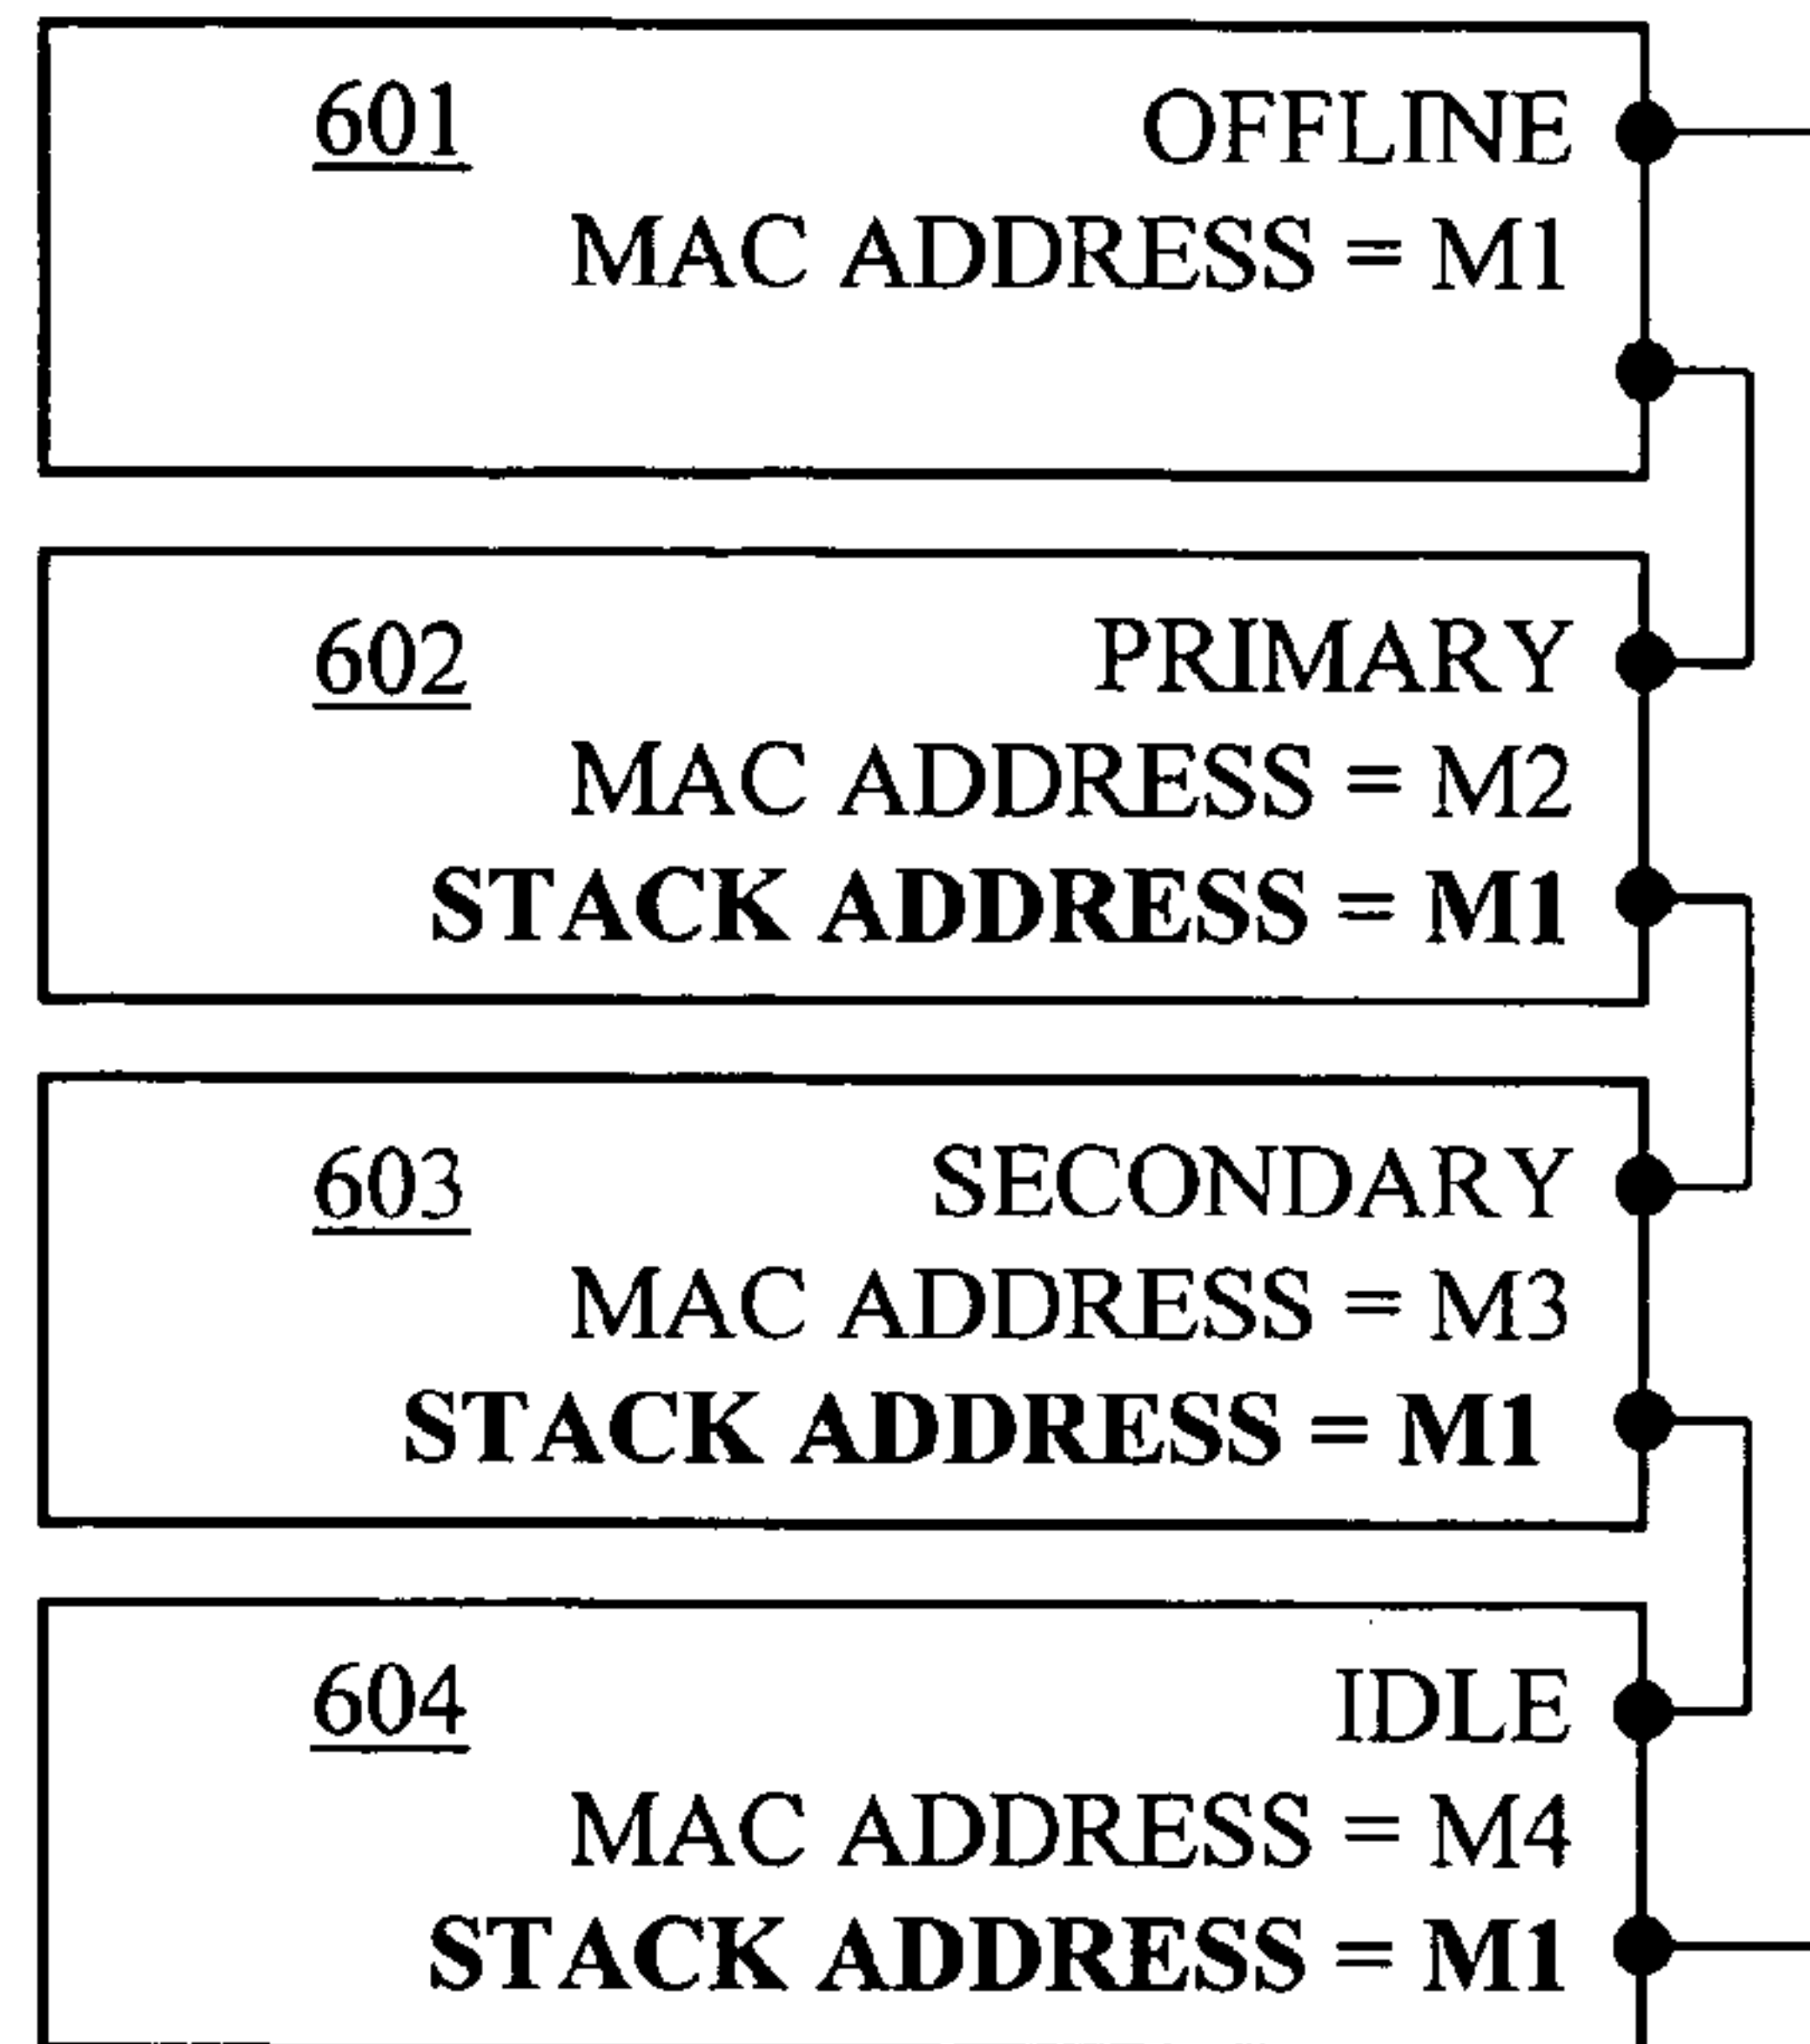 601 OFFLINE
MAC ADDRESS = M1
602 PRIMARY
MAC ADDRESS = M2
STACK ADDRESS = M1
603 SECONDARY
MAC ADDRESS = M3
STACK ADDRESS = M1
604 IDLE
MAC ADDRESS = M4
STACK ADDRESS = M1